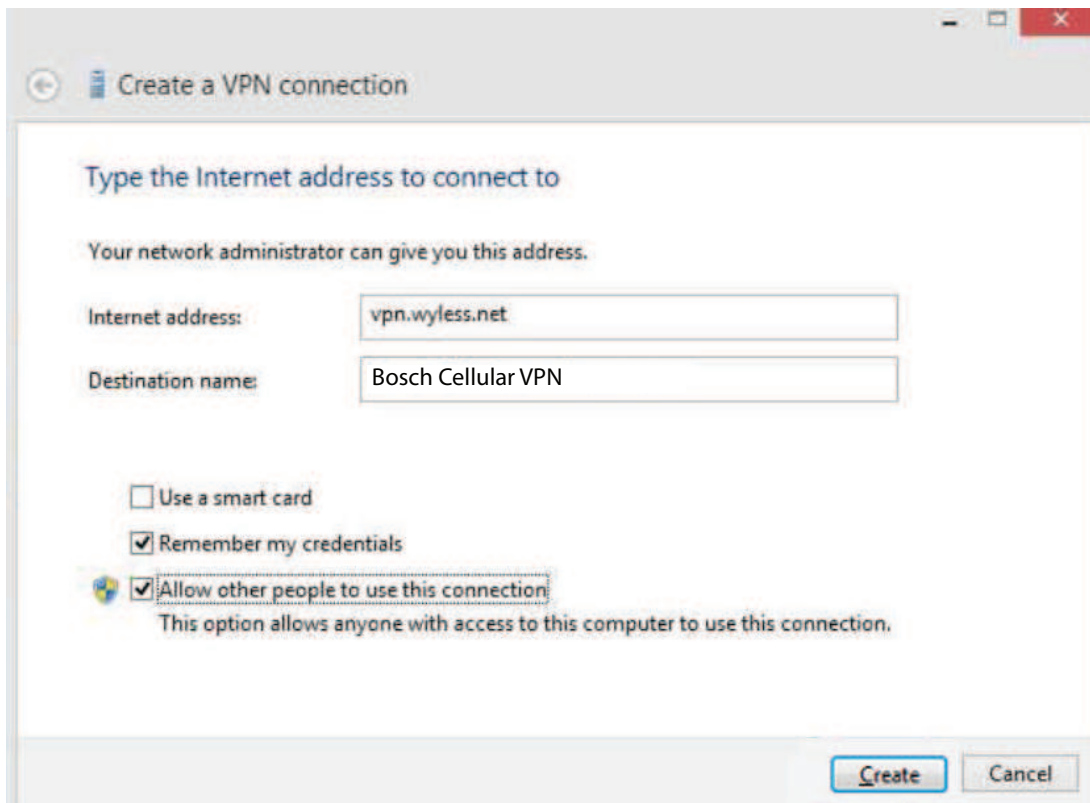 Create a VPN connection
Type the Internet address to connect to
Your network administrator can give you this address.
Internet address: vpn.wyless.net
Destination name: Bosch Cellular VPN
Use a smart card
Remember my credentials
Allow other people to use this connection
This option allows anyone with access to this computer to use this connection.
Create Cancel